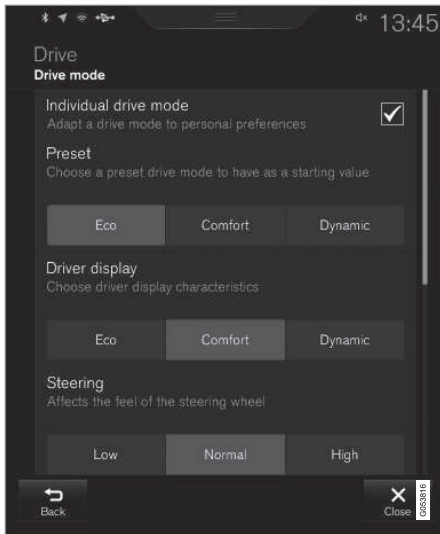 13:45
Drive
Drive mode
Individual drive mode
Adapt a drive mode to personal preferences
Preset
Choose a preset drive mode to have as a starting value
Eco Comfort Dynamic
Driver display
Choose driver display characteristics
Eco Comfort Dynamic
Steering
Affects the feel of the steering wheel
Low Normal High
Back Close
G053816